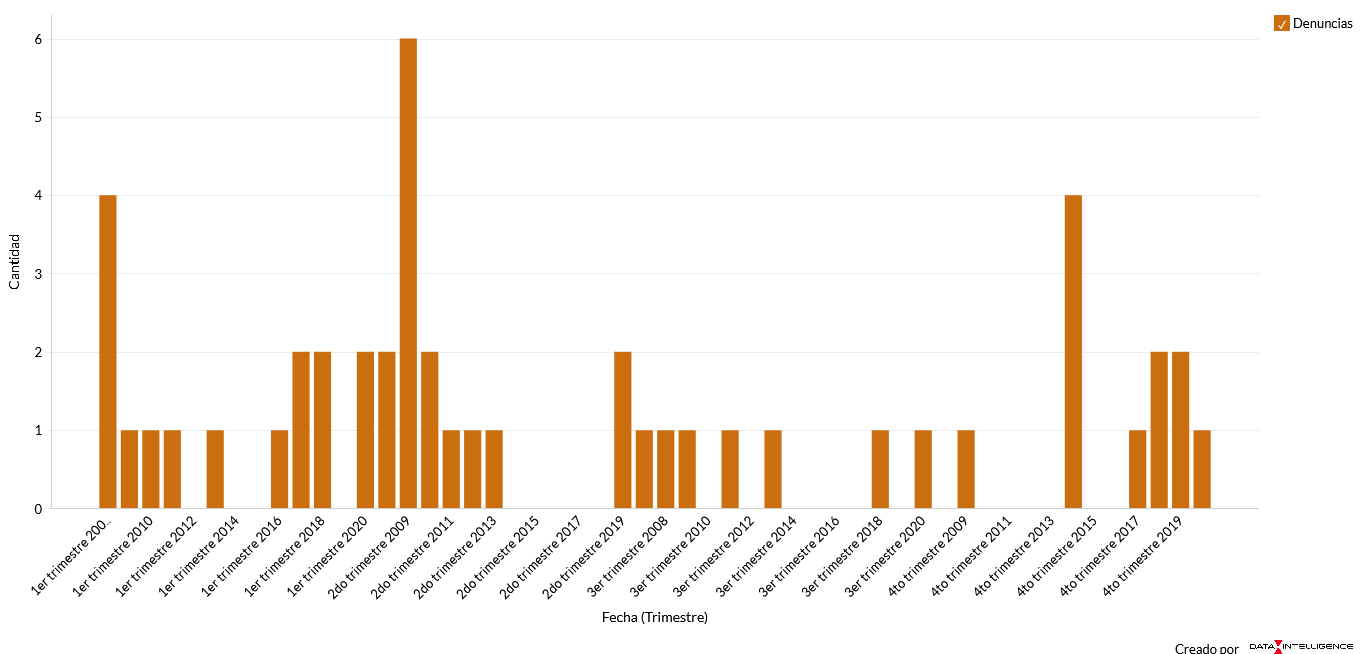 Denuncias
6
5
4
3
2
1
0
Cantidad
1er trimestre 200..
1er trimestre 2010
1er trimestre 2012
1er trimestre 2014
1er trimestre 2016
1er trimestre 2018
1er trimestre 2020
2do trimestre 2009
2do trimestre 2011
2do trimestre 2013
2do trimestre 2015
2do trimestre 2017
2do trimestre 2019
3er trimestre 2008
3er trimestre 2010
3er trimestre 2012
3er trimestre 2014
3er trimestre 2016
3er trimestre 2018
3er trimestre 2020
4to trimestre 2009
4to trimestre 2011
4to trimestre 2013
4to trimestre 2015
4to trimestre 2017
4to trimestre 2019
Fecha (Trimestre)
Creado por DATA INTELLIGENCE